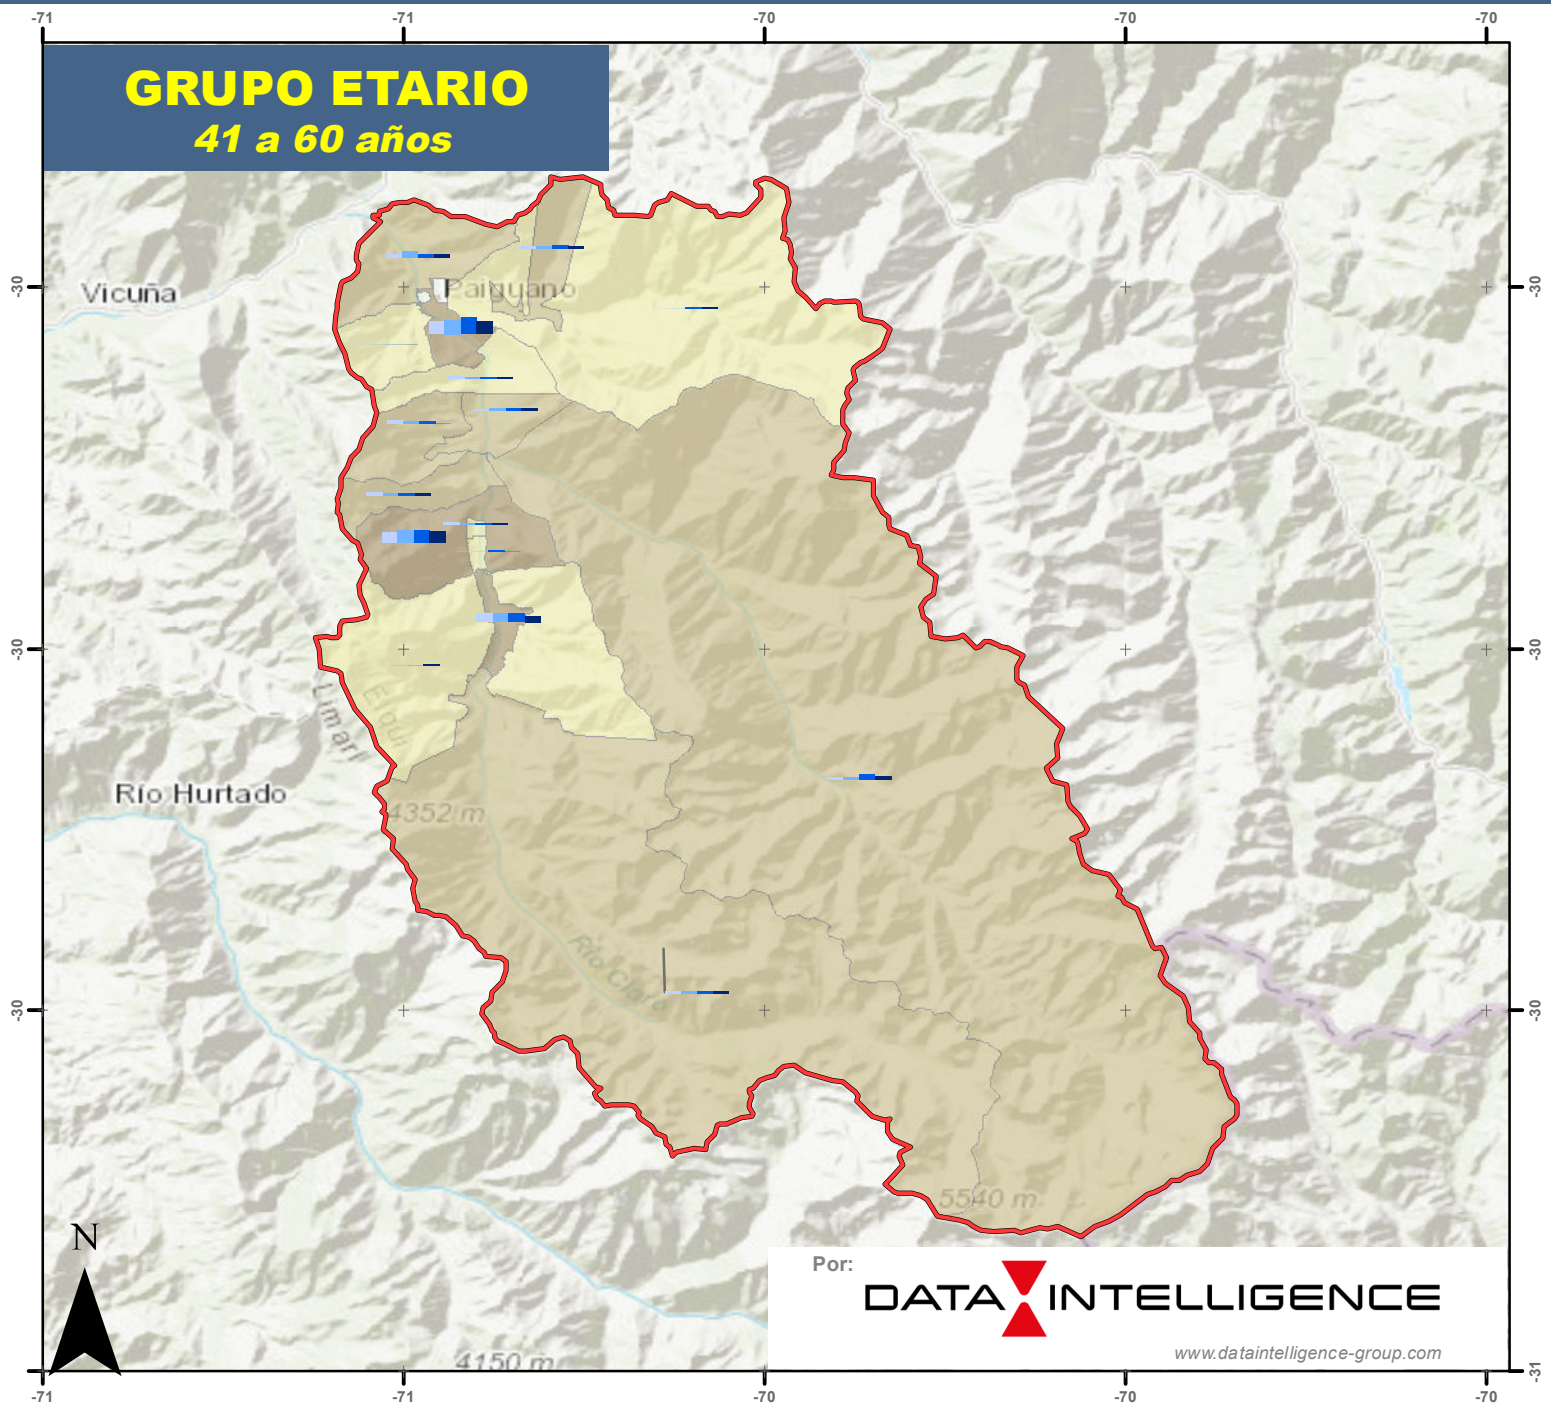 -71
-71
-70
-70
-70
GRUPO ETARIO
41 a 60 años
-30
-30
Vicuña
Paiguano
-30
-30
Limarí
Elqui
Río Hurtado
4352 m
Río Claro
-30
-30
5540 m
N
Por:
DATA INTELLIGENCE
www.dataintelligence-group.com
4150 m
-31
-71
-71
-70
-70
-70